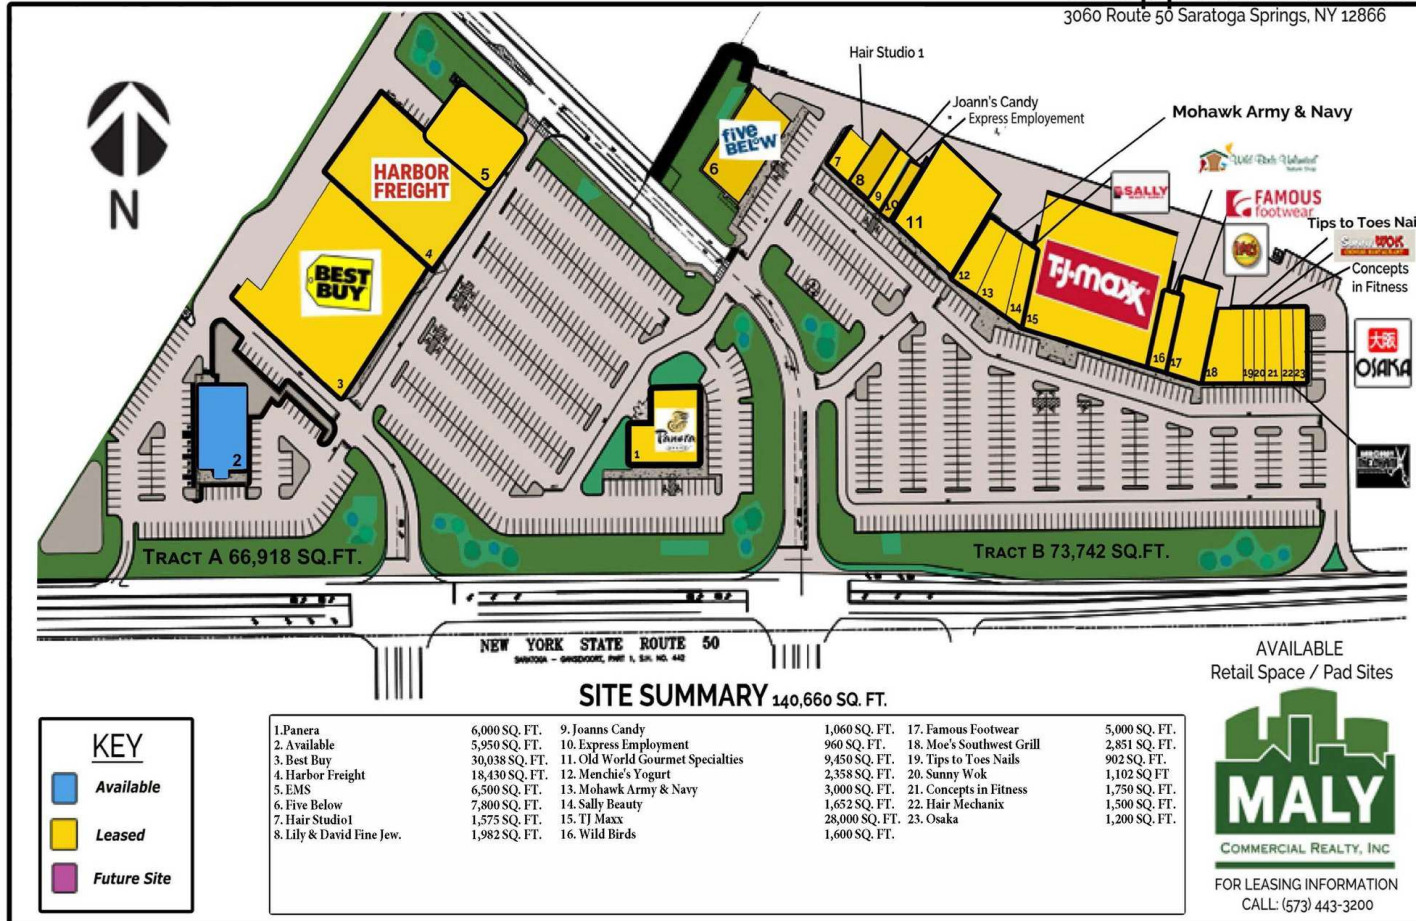 3060 Route 50 Saratoga Springs, NY 12866
Hair Studio 1
Joann's Candy
Express Employement
Mohawk Army & Navy
Wild Birds Unlimited
SALLY
FAMOUS
footwear
Tips to Toes Nai
Moe's
WOK
Concepts
in Fitness
大阪
OSAKA
five
BELOW
HARBOR
FREIGHT
BEST
BUY
T·J·maxx
Panera
N
1
2
3
4
5
6
7
8
9
10
11
12
13
14
15
16
17
18
19
20
21
22
23
TRACT A 66,918 SQ.FT.
TRACT B 73,742 SQ.FT.
NEW YORK STATE ROUTE 50
SARATOGA - GANSEVOORT, PART 1, S.H. NO. 442
SITE SUMMARY 140,660 SQ. FT.
KEY
Available
Leased
Future Site
1.Panera 6,000 SQ. FT.
2. Available 5,950 SQ. FT.
3. Best Buy 30,038 SQ. FT.
4. Harbor Freight 18,430 SQ. FT.
5. EMS 6,500 SQ. FT.
6. Five Below 7,800 SQ. FT.
7. Hair Studio1 1,575 SQ. FT.
8. Lily & David Fine Jew. 1,982 SQ. FT.
9. Joanns Candy 1,060 SQ. FT.
10. Express Employment 960 SQ. FT.
11. Old World Gourmet Specialties 9,450 SQ. FT.
12. Menchie's Yogurt 2,358 SQ. FT.
13. Mohawk Army & Navy 3,000 SQ. FT.
14. Sally Beauty 1,652 SQ. FT.
15. TJ Maxx 28,000 SQ. FT.
16. Wild Birds 1,600 SQ. FT.
17. Famous Footwear 5,000 SQ. FT.
18. Moe's Southwest Grill 2,851 SQ. FT.
19. Tips to Toes Nails 902 SQ. FT.
20. Sunny Wok 1,102 SQ FT
21. Concepts in Fitness 1,750 SQ. FT.
22. Hair Mechanix 1,500 SQ. FT.
23. Osaka 1,200 SQ. FT.
AVAILABLE
Retail Space / Pad Sites
MALY
COMMERCIAL REALTY, INC
FOR LEASING INFORMATION
CALL: (573) 443-3200